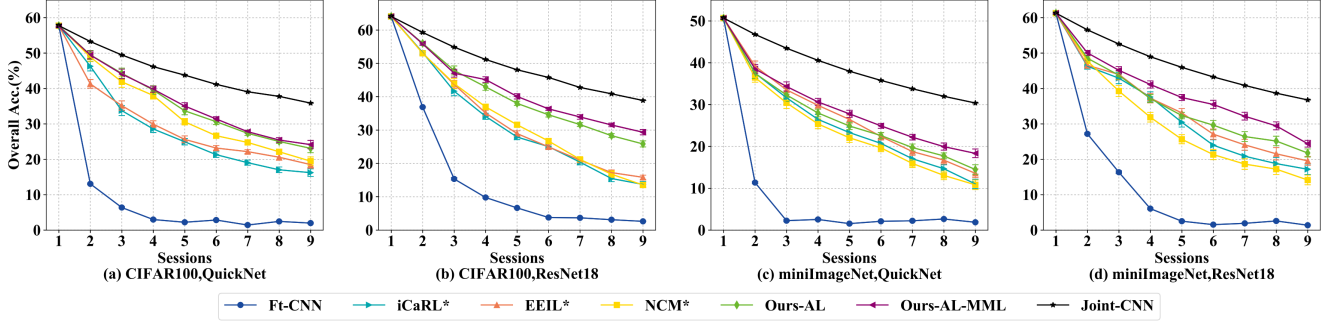 Overall Acc.(%)
60
50
40
30
20
10
0
1 2 3 4 5 6 7 8 9
Sessions
(a) CIFAR100,QuickNet
60
50
40
30
20
10
0
1 2 3 4 5 6 7 8 9
Sessions
(b) CIFAR100,ResNet18
50
40
30
20
10
0
1 2 3 4 5 6 7 8 9
Sessions
(c) miniImageNet,QuickNet
60
50
40
30
20
10
0
1 2 3 4 5 6 7 8 9
Sessions
(d) miniImageNet,ResNet18
Ft-CNN iCaRL* EEIL* NCM* Ours-AL Ours-AL-MML Joint-CNN